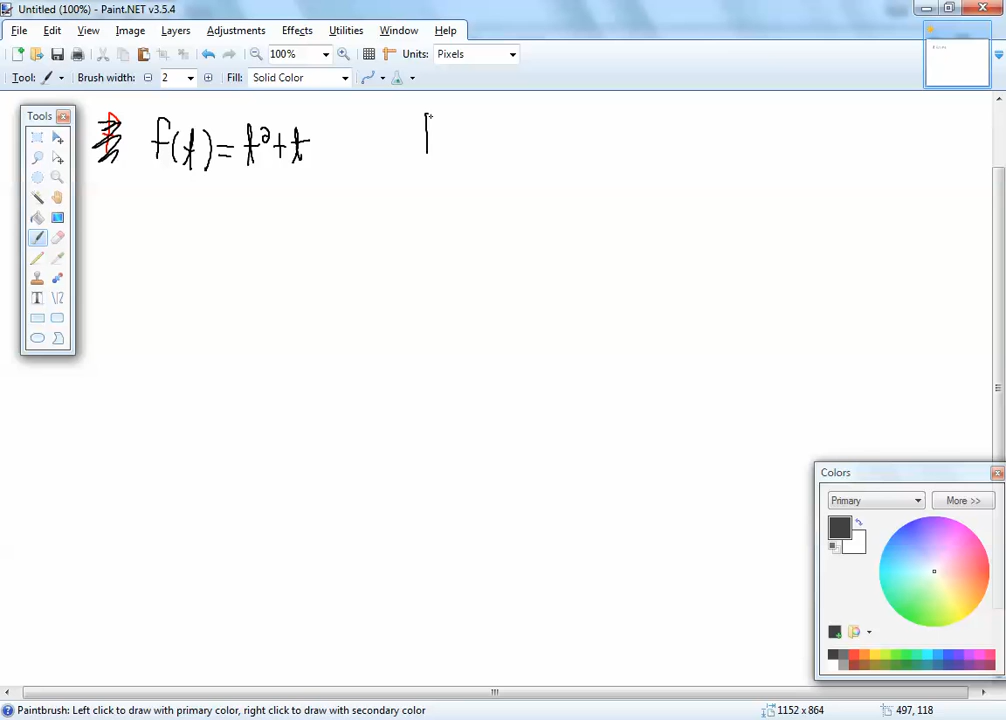 Untitled (100%) - Paint.NET v3.5.4
File Edit View Image Layers Adjustments Effects Utilities Window Help
100% Units: Pixels
Tool: Brush width: 2 Fill: Solid Color
Tools
f(t)=t²+t
Colors
Primary More >>
Paintbrush: Left click to draw with primary color, right click to draw with secondary color 1152 x 864 497, 118